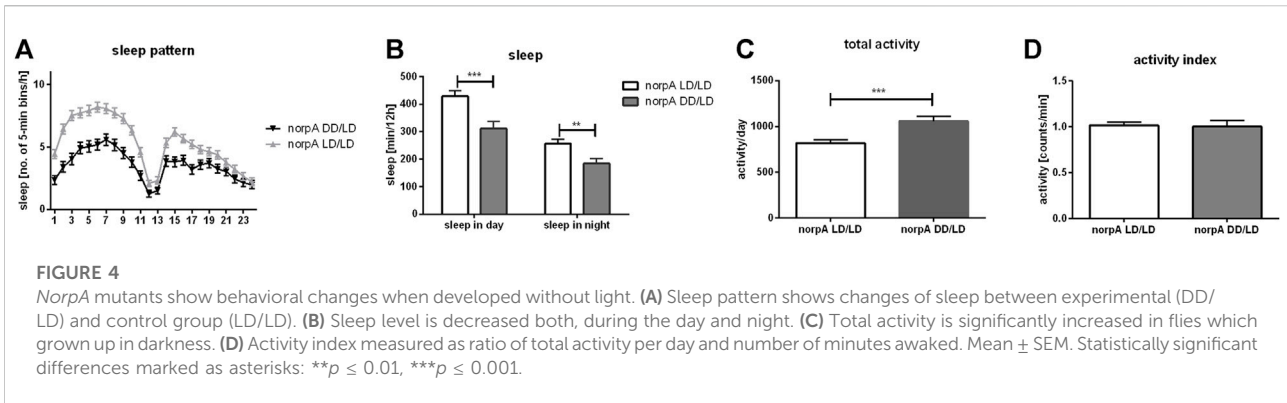 A
sleep pattern
sleep [no. of 5-min bins/h]
10
5
0
1 3 5 7 9 11 13 15 17 19 21 23
norpA DD/LD
norpA LD/LD
B
sleep
sleep [min/12h]
500
400
300
200
100
0
***
**
sleep in day
sleep in night
norpA LD/LD
norpA DD/LD
C
total activity
activity/day
1500
1000
500
0
***
norpA LD/LD
norpA DD/LD
D
activity index
activity [counts/min]
1.5
1.0
0.5
0.0
norpA LD/LD
norpA DD/LD
FIGURE 4
NorpA mutants show behavioral changes when developed without light. (A) Sleep pattern shows changes of sleep between experimental (DD/
LD) and control group (LD/LD). (B) Sleep level is decreased both, during the day and night. (C) Total activity is significantly increased in flies which
grown up in darkness. (D) Activity index measured as ratio of total activity per day and number of minutes awaked. Mean ± SEM. Statistically significant
differences marked as asterisks: **p ≤ 0.01, ***p ≤ 0.001.